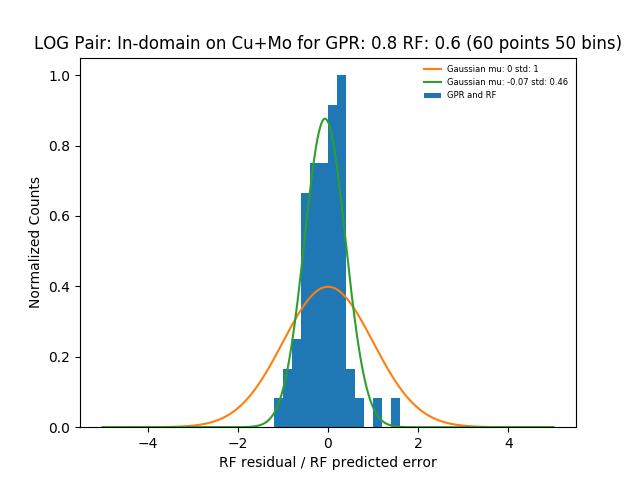 LOG Pair: In-domain on Cu+Mo for GPR: 0.8 RF: 0.6 (60 points 50 bins)
Gaussian mu: 0 std: 1
Gaussian mu: -0.07 std: 0.46
GPR and RF
Normalized Counts
1.0
0.8
0.6
0.4
0.2
0.0
−4 −2 0 2 4
RF residual / RF predicted error